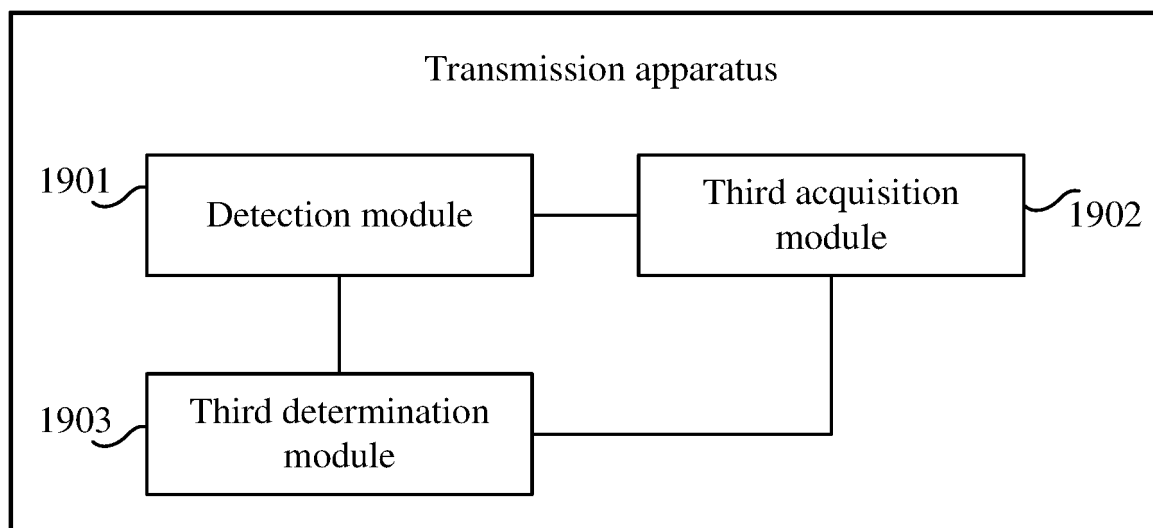 Transmission apparatus
1901
Detection module
Third acquisition
module
1902
1903
Third determination
module